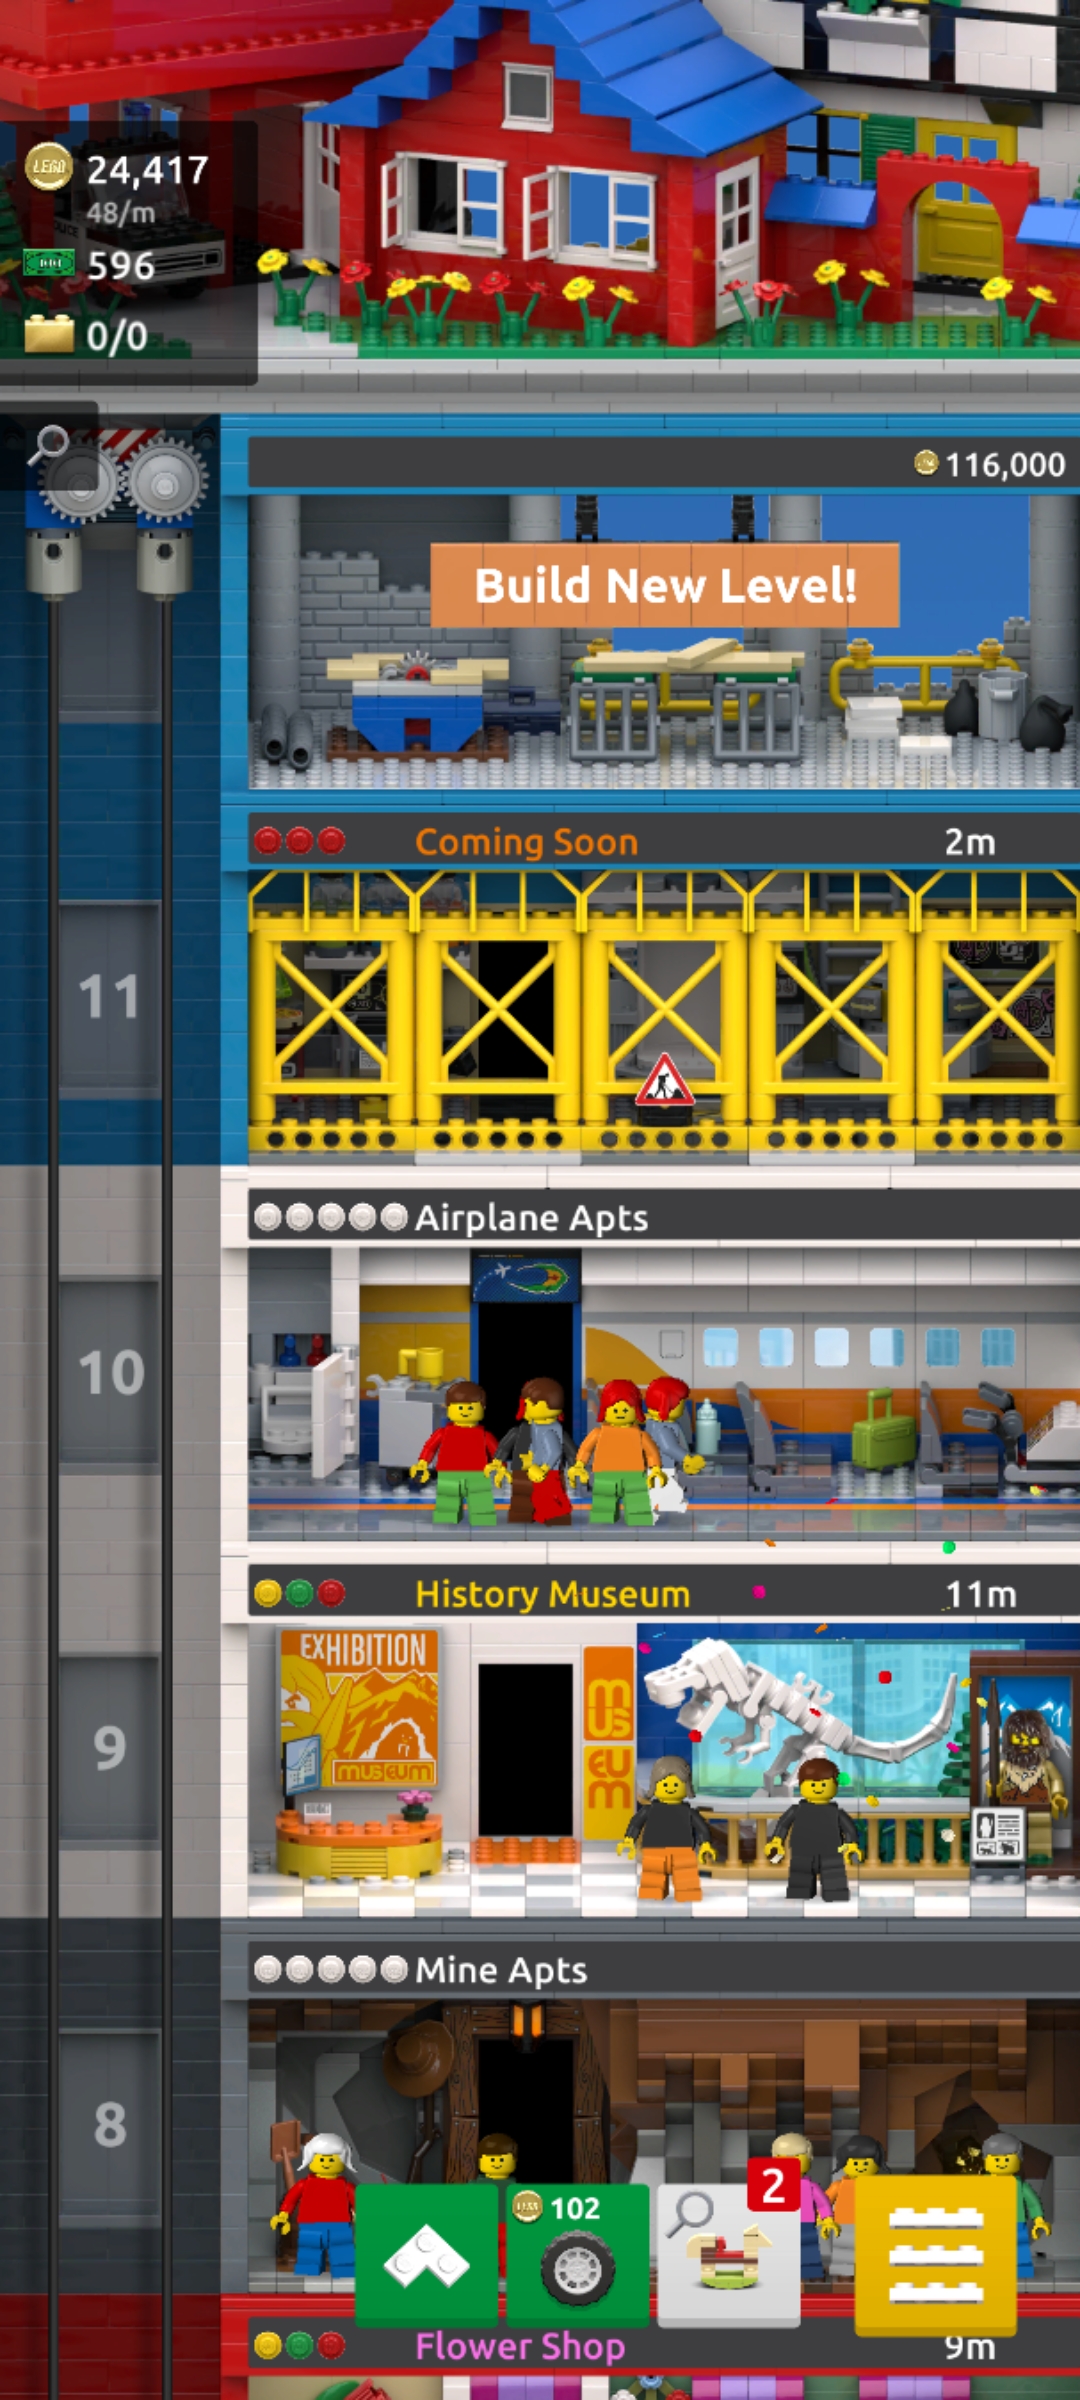 LEGO 24,417
48/m
596
0/0
116,000
Build New Level!
Coming Soon 2m
11
Airplane Apts
10
History Museum 11m
EXHIBITION
MUSEUM
MUS
EUM
9
Mine Apts
8
2
102
Flower Shop 9m